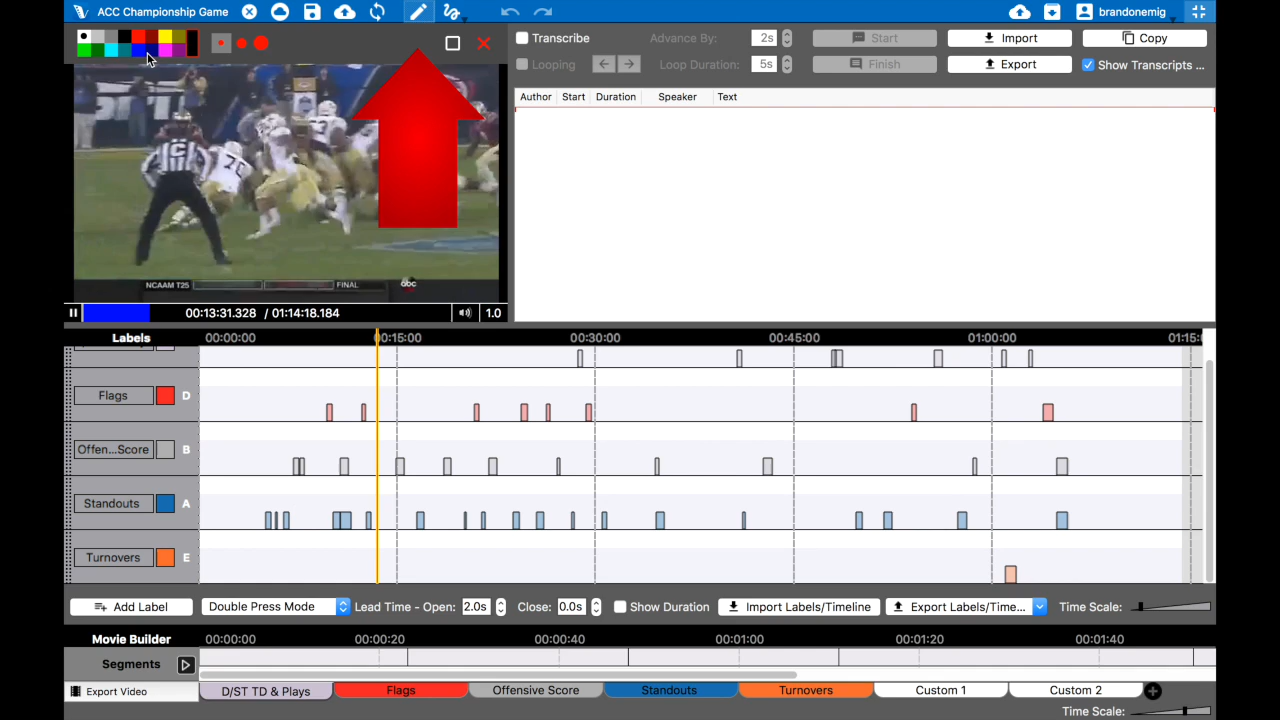 ACC Championship Game
brandonemig
Transcribe
Advance By: 2s
Start
Import
Copy
Looping
Loop Duration: 5s
Finish
Export
Show Transcripts ...
Author Start Duration Speaker Text
C
76
NCAAM T25
FINAL
abc
00:13:31.328 / 01:14:18.184
1.0
Labels
00:00:00 00:15:00 00:30:00 00:45:00 01:00:00
Flags D
Offen...Score B
Standouts A
Turnovers E
Add Label
Double Press Mode
Lead Time - Open: 2.0s
Close: 0.0s
Show Duration
Import Labels/Timeline
Export Labels/Time...
Time Scale:
Movie Builder
00:00:00 00:00:20 00:00:40 00:01:00 00:01:20 00:01:40
Segments
Export Video
D/ST TD & Plays
Flags
Offensive Score
Standouts
Turnovers
Custom 1
Custom 2
Time Scale: